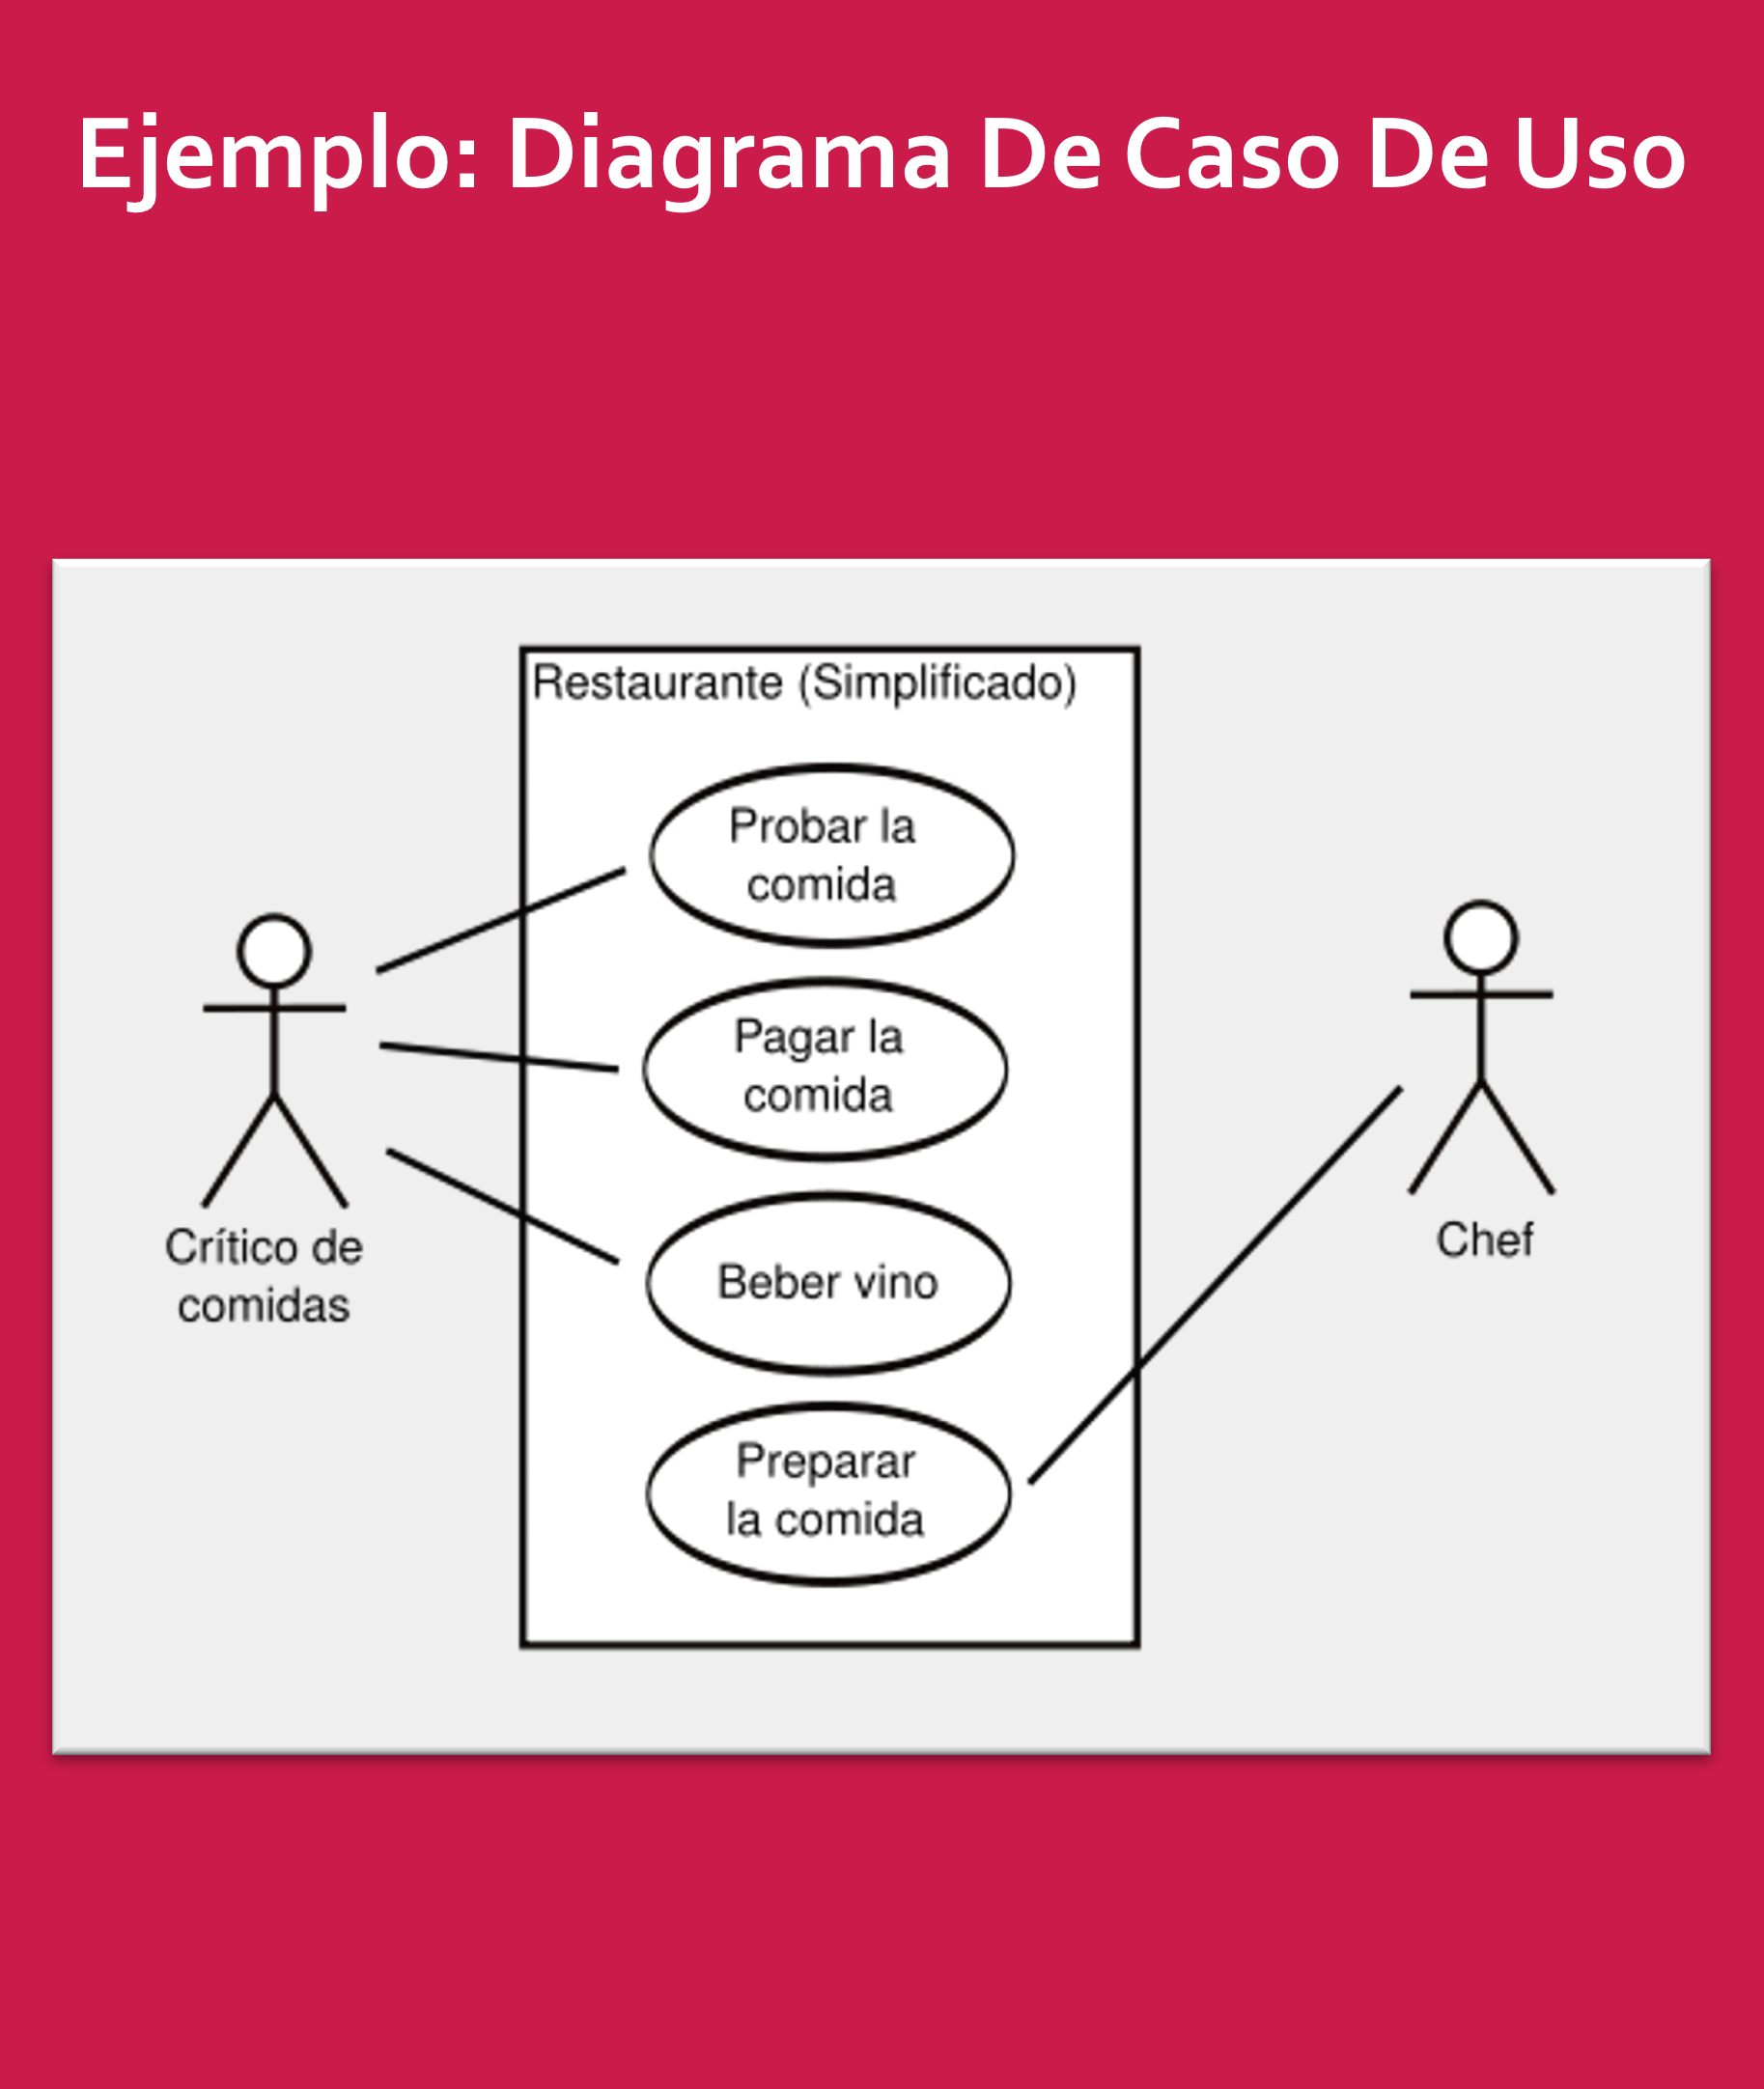 Ejemplo: Diagrama De Caso De Uso
Restaurante (Simplificado)
Probar la
comida
Pagar la
comida
Beber vino
Preparar
la comida
Crítico de
comidas
Chef